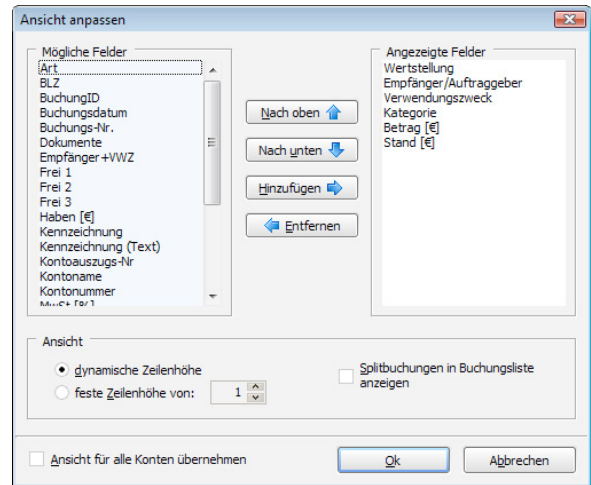 Ansicht anpassen
Mögliche Felder
Art
BLZ
BuchungID
Buchungsdatum
Buchungs-Nr.
Dokumente
Empfänger+VWZ
Frei 1
Frei 2
Frei 3
Haben [€]
Kennzeichnung
Kennzeichnung (Text)
Kontoauszugs-Nr
Kontoname
Kontonummer
MwSt [%]
Nach oben
Nach unten
Hinzufügen
Entfernen
Angezeigte Felder
Wertstellung
Empfänger/Auftraggeber
Verwendungszweck
Kategorie
Betrag [€]
Stand [€]
Ansicht
dynamische Zeilenhöhe
feste Zeilenhöhe von: 1
Splitbuchungen in Buchungsliste
anzeigen
Ansicht für alle Konten übernehmen
Ok
Abbrechen